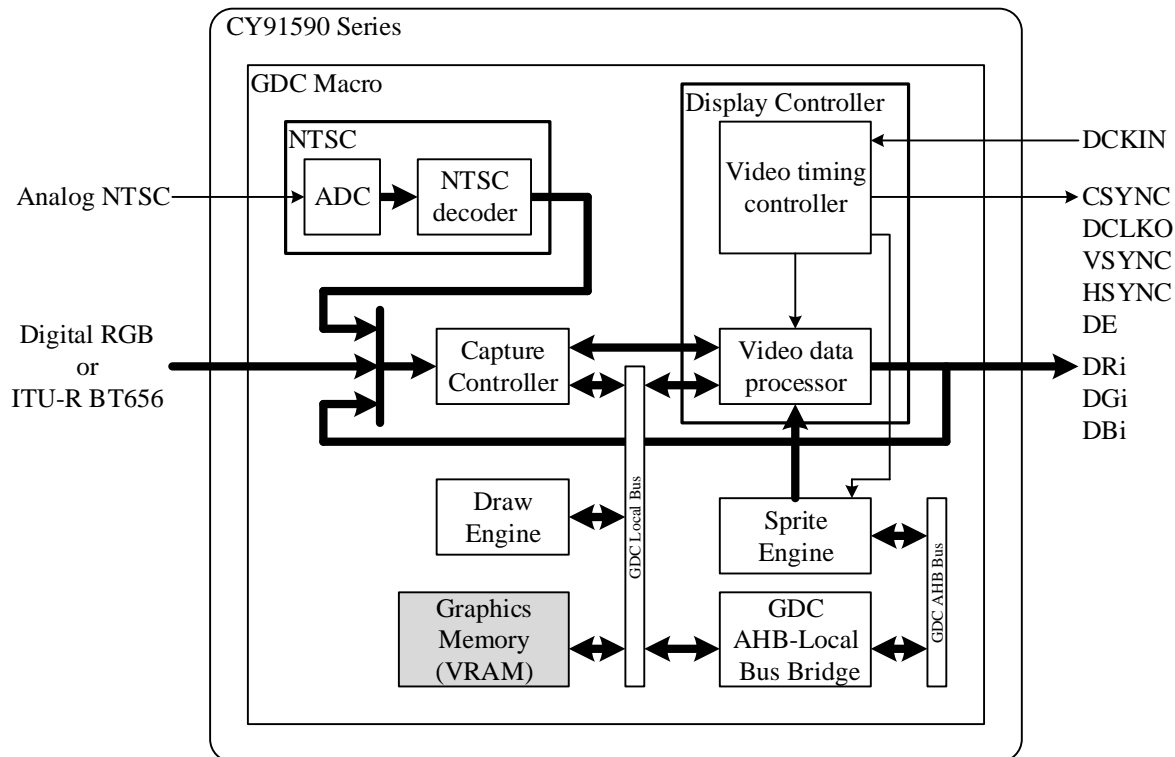 CY91590 Series
GDC Macro
Display Controller
NTSC
ADC
NTSC
decoder
Video timing
controller
DCKIN
Analog NTSC
CSYNC
DCLKO
VSYNC
HSYNC
DE
Digital RGB
or
ITU-R BT656
Capture
Controller
Video data
processor
DRi
DGi
DBi
Draw
Engine
GDC Local Bus
Sprite
Engine
GDC AHB Bus
Graphics
Memory
(VRAM)
GDC
AHB-Local
Bus Bridge